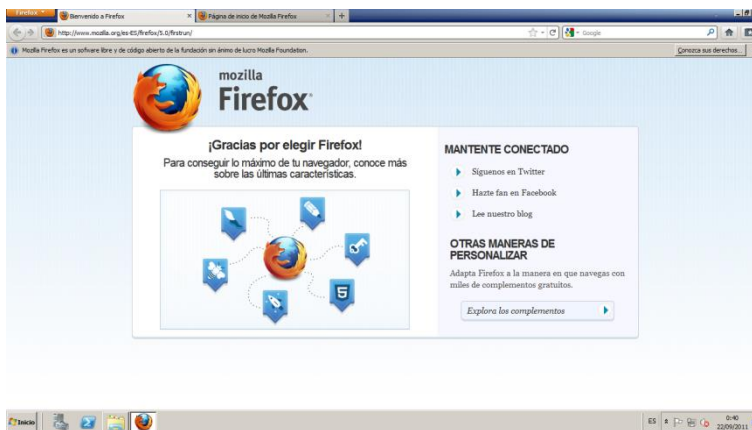 Firefox
Bienvenido a Firefox
Página de inicio de Mozilla Firefox
http://www.mozilla.org/es-ES/firefox/5.0/firstrun/
Google
Mozilla Firefox es un software libre y de código abierto de la fundación sin ánimo de lucro Mozilla Foundation.
Conozca sus derechos...
mozilla
Firefox
¡Gracias por elegir Firefox!
Para conseguir lo máximo de tu navegador, conoce más
sobre las últimas características.
5
MANTENTE CONECTADO
Síguenos en Twitter
Hazte fan en Facebook
Lee nuestro blog
OTRAS MANERAS DE
PERSONALIZAR
Adapta Firefox a la manera en que navegas con
miles de complementos gratuitos.
Explora los complementos
Inicio
ES
0:40
22/09/2011